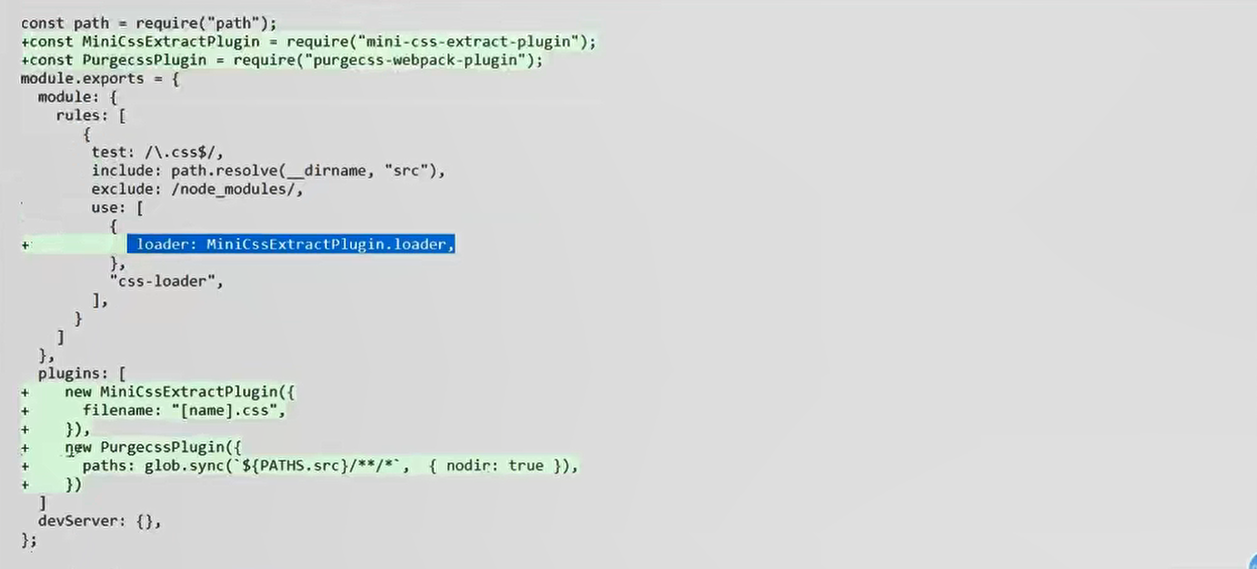 const path = require("path");
+const MiniCssExtractPlugin = require("mini-css-extract-plugin");
+const PurgecssPlugin = require("purgecss-webpack-plugin");
module.exports = {
  module: {
    rules: [
       {
        test: /\.css$/,
        include: path.resolve(__dirname, "src"),
        exclude: /node_modules/,
        use: [
          {
+            loader: MiniCssExtractPlugin.loader,
          },
          "css-loader",
        ],
      }
    ]
  },
  plugins: [
+    new MiniCssExtractPlugin({
+      filename: "[name].css",
+    }),
+    new PurgecssPlugin({
+      paths: glob.sync(`${PATHS.src}/**/*`,  { nodir: true }),
+    })
  ]
  devServer: {},
};